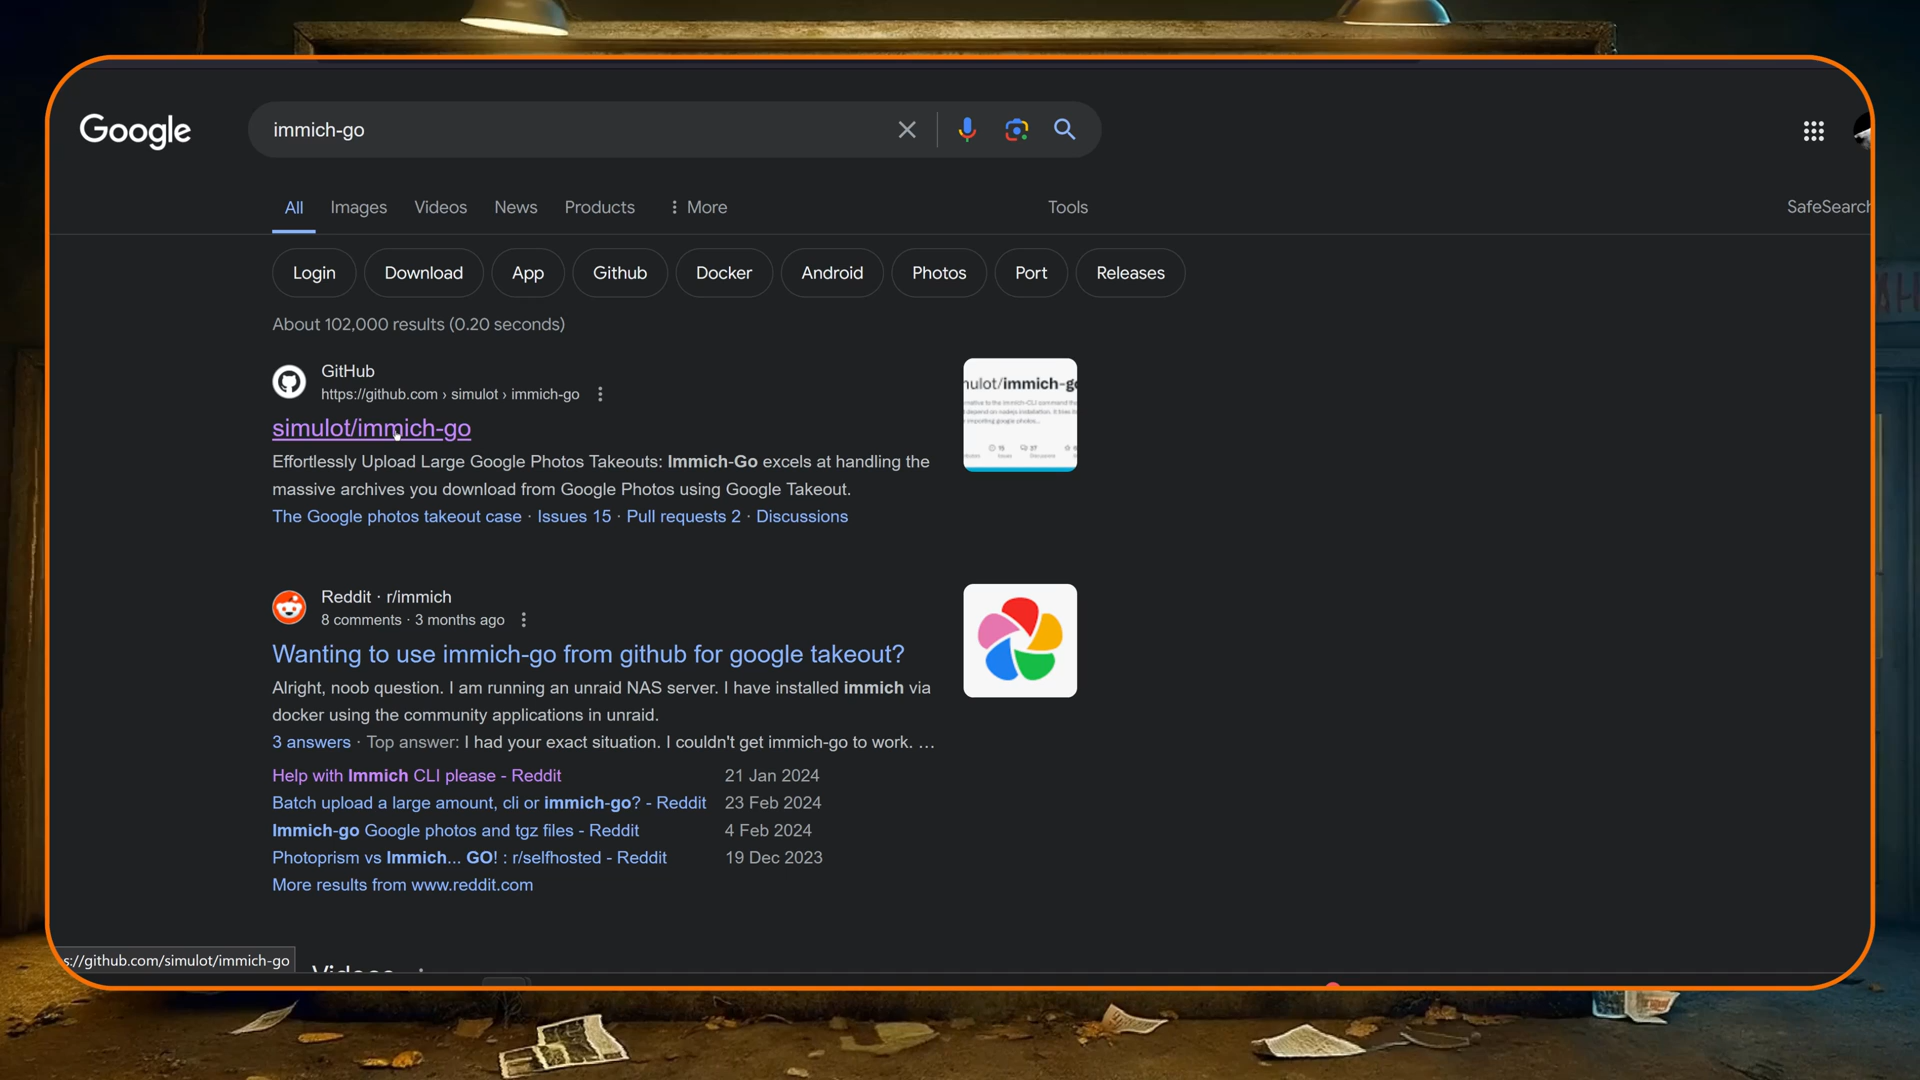 Google
immich-go
All Images Videos News Products More Tools SafeSearch
Login Download App Github Docker Android Photos Port Releases
About 102,000 results (0.20 seconds)
GitHub
https://github.com › simulot › immich-go
simulot/immich-go
Effortlessly Upload Large Google Photos Takeouts: Immich-Go excels at handling the
massive archives you download from Google Photos using Google Takeout.
The Google photos takeout case · Issues 15 · Pull requests 2 · Discussions
nulot/immich-go
Reddit · r/immich
8 comments · 3 months ago
Wanting to use immich-go from github for google takeout?
Alright, noob question. I am running an unraid NAS server. I have installed immich via
docker using the community applications in unraid.
3 answers · Top answer: I had your exact situation. I couldn't get immich-go to work. …
Help with Immich CLI please - Reddit 21 Jan 2024
Batch upload a large amount, cli or immich-go? - Reddit 23 Feb 2024
Immich-go Google photos and tgz files - Reddit 4 Feb 2024
Photoprism vs Immich... GO! : r/selfhosted - Reddit 19 Dec 2023
More results from www.reddit.com
s://github.com/simulot/immich-go
Videos